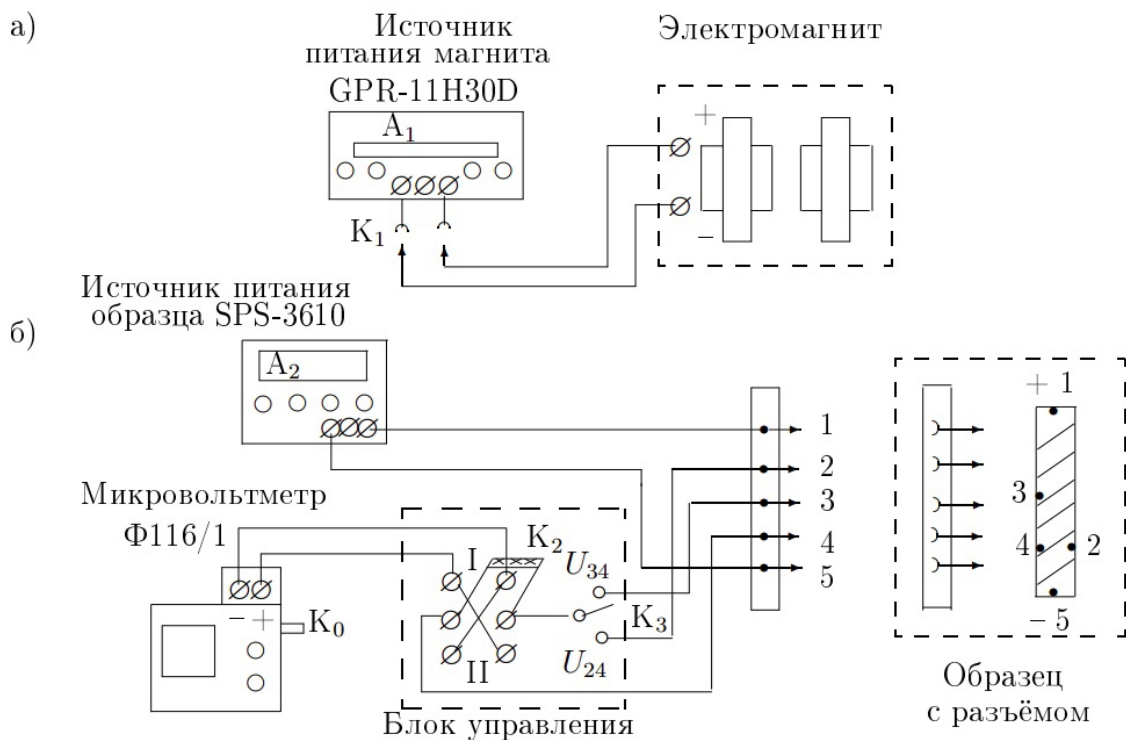 а)
Источник
питания магнита
GPR-11H30D
A₁
K₁
Электромагнит
+
−
б)
Источник питания
образца SPS-3610
A₂
Микровольтметр
Ф116/1
− +
K₀
I
K₂
II
U₃₄
K₃
U₂₄
Блок управления
1
2
3
4
5
+ 1
3
4 2
− 5
Образец
с разъёмом